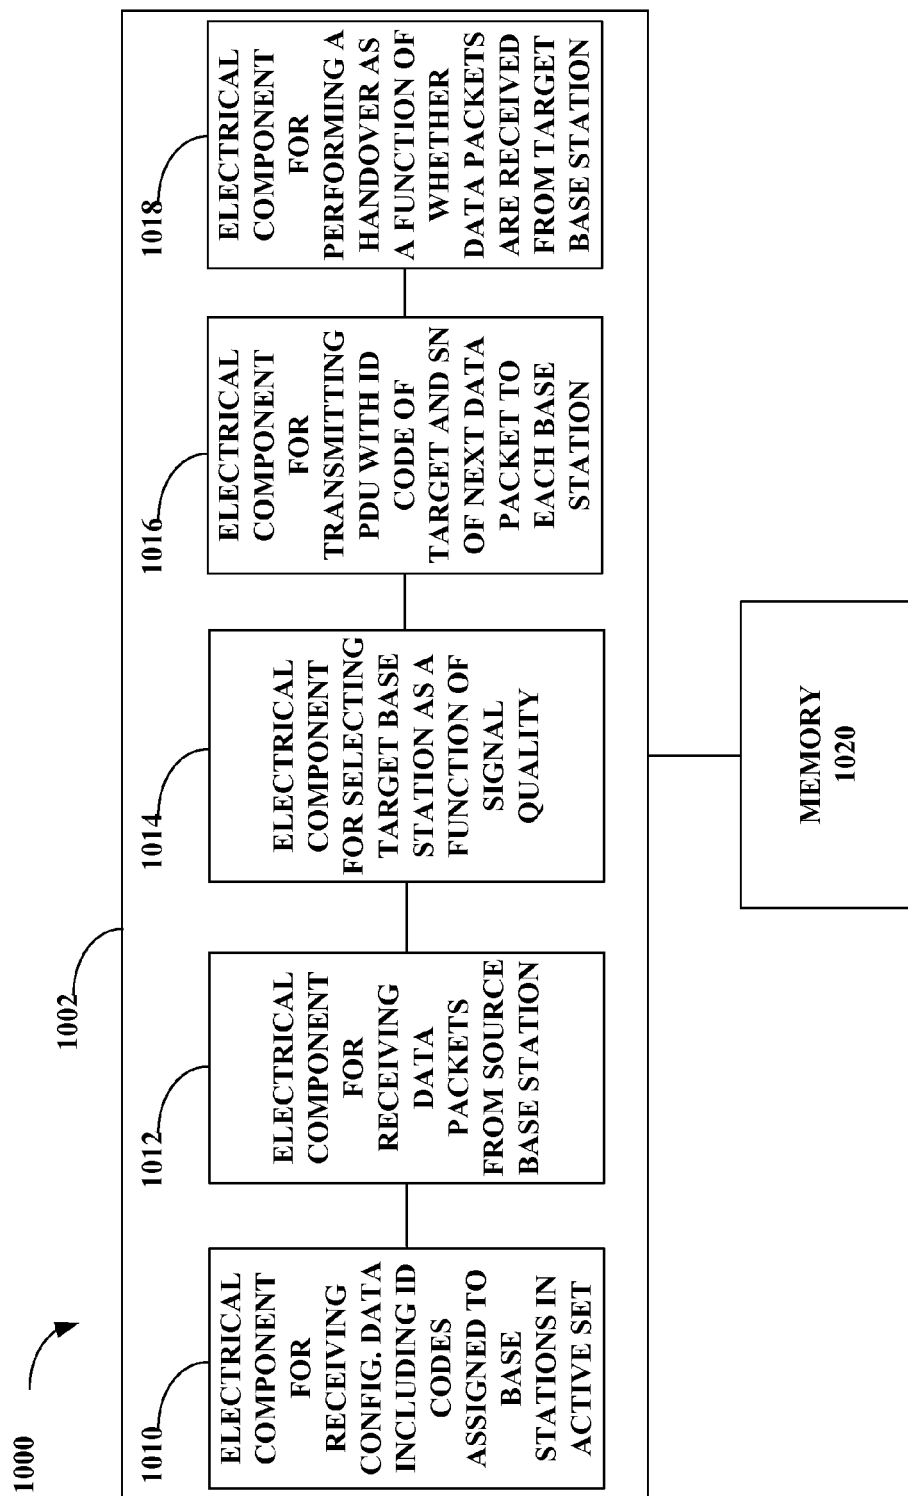 1000
1002
1010
ELECTRICAL
COMPONENT
FOR
RECEIVING
CONFIG. DATA
INCLUDING ID
CODES
ASSIGNED TO
BASE
STATIONS IN
ACTIVE SET
1012
ELECTRICAL
COMPONENT
FOR
RECEIVING
DATA
PACKETS
FROM SOURCE
BASE STATION
1014
ELECTRICAL
COMPONENT
FOR SELECTING
TARGET BASE
STATION AS A
FUNCTION OF
SIGNAL
QUALITY
1016
ELECTRICAL
COMPONENT
FOR
TRANSMITTING
PDU WITH ID
CODE OF
TARGET AND SN
OF NEXT DATA
PACKET TO
EACH BASE
STATION
1018
ELECTRICAL
COMPONENT
FOR
PERFORMING A
HANDOVER AS
A FUNCTION OF
WHETHER
DATA PACKETS
ARE RECEIVED
FROM TARGET
BASE STATION
MEMORY
1020